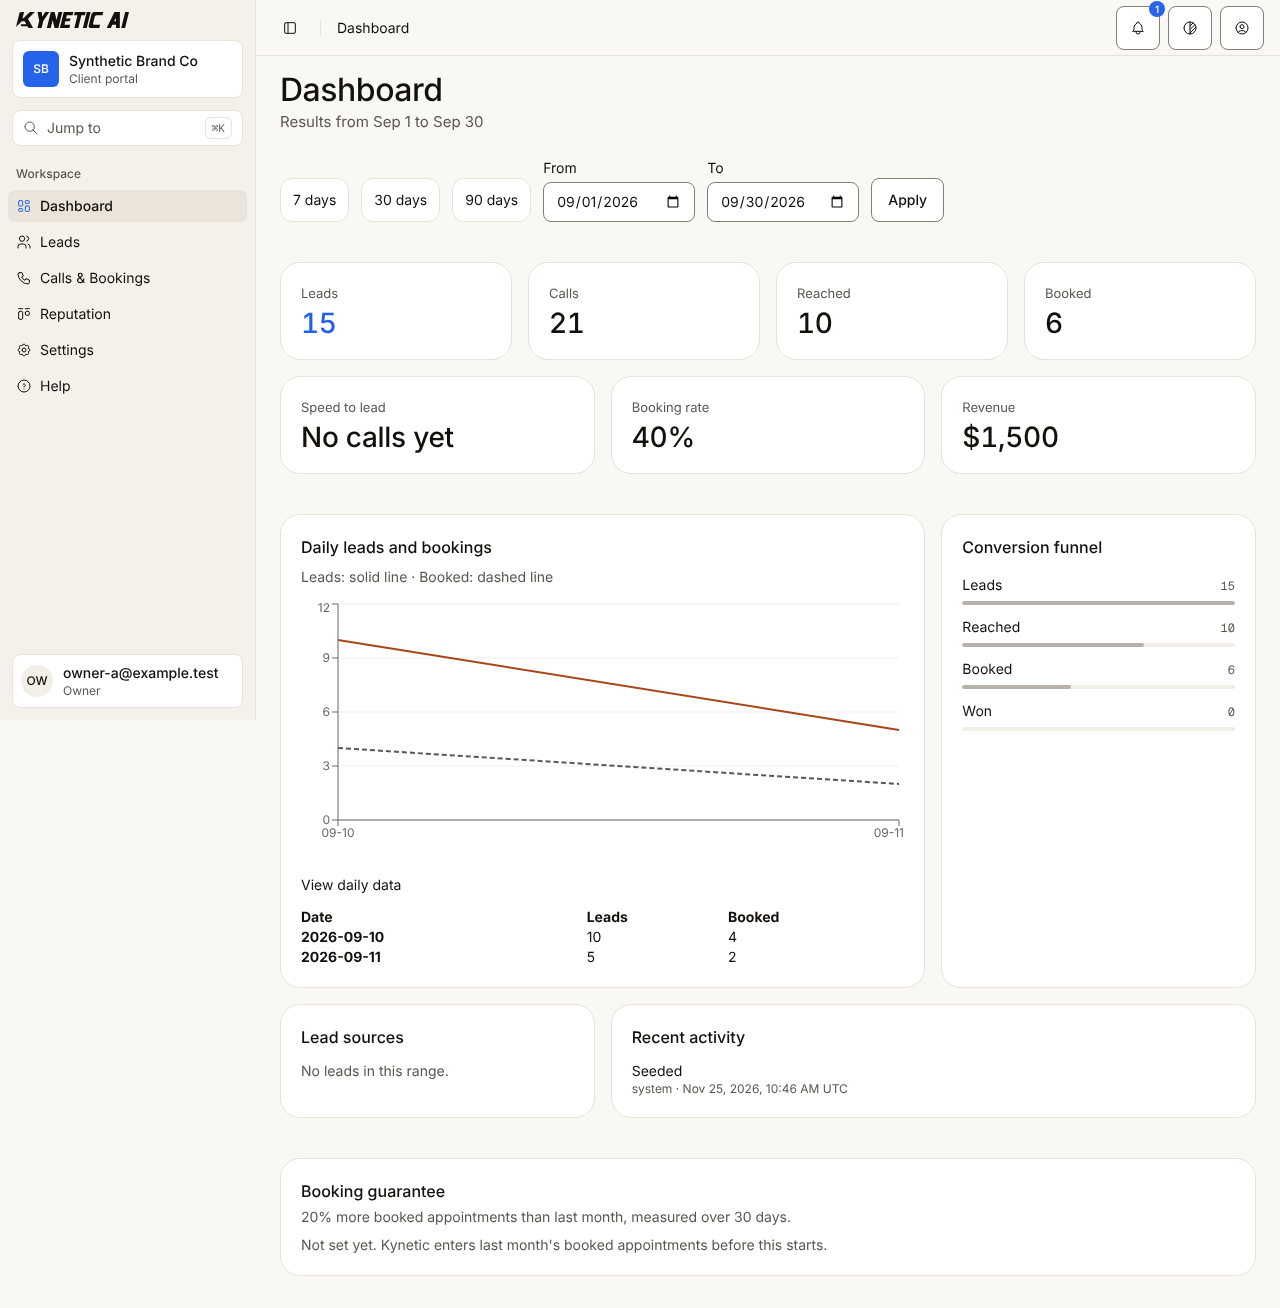 KYNETIC AI
SB
Synthetic Brand Co
Client portal
Jump to
⌘K
Workspace
Dashboard
Leads
Calls & Bookings
Reputation
Settings
Help
OW
owner-a@example.test
Owner
Dashboard
1
Dashboard
Results from Sep 1 to Sep 30
7 days
30 days
90 days
From
09/01/2026
To
09/30/2026
Apply
Leads
15
Calls
21
Reached
10
Booked
6
Speed to lead
No calls yet
Booking rate
40%
Revenue
$1,500
Daily leads and bookings
Leads: solid line · Booked: dashed line
12
9
6
3
0
09-10
09-11
View daily data
Date Leads Booked
2026-09-10 10 4
2026-09-11 5 2
Conversion funnel
Leads 15
Reached 10
Booked 6
Won 0
Lead sources
No leads in this range.
Recent activity
Seeded
system · Nov 25, 2026, 10:46 AM UTC
Booking guarantee
20% more booked appointments than last month, measured over 30 days.
Not set yet. Kynetic enters last month's booked appointments before this starts.